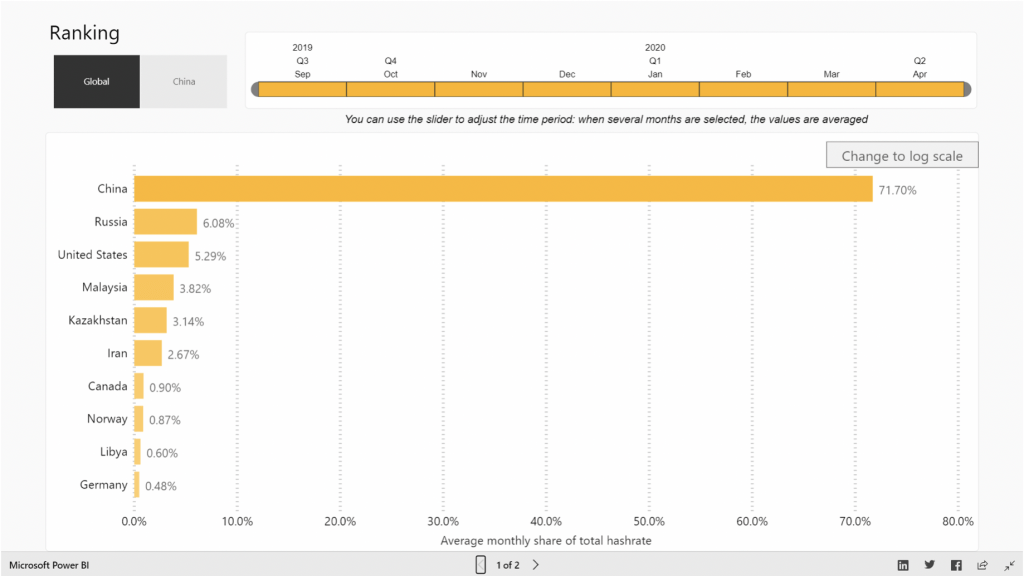 Ranking
Global
China
2019 2020
Q3 Q4 Q1 Q2
Sep Oct Nov Dec Jan Feb Mar Apr
You can use the slider to adjust the time period: when several months are selected, the values are averaged
Change to log scale
China 71.70%
Russia 6.08%
United States 5.29%
Malaysia 3.82%
Kazakhstan 3.14%
Iran 2.67%
Canada 0.90%
Norway 0.87%
Libya 0.60%
Germany 0.48%
0.0% 10.0% 20.0% 30.0% 40.0% 50.0% 60.0% 70.0% 80.0%
Average monthly share of total hashrate
Microsoft Power BI
1 of 2